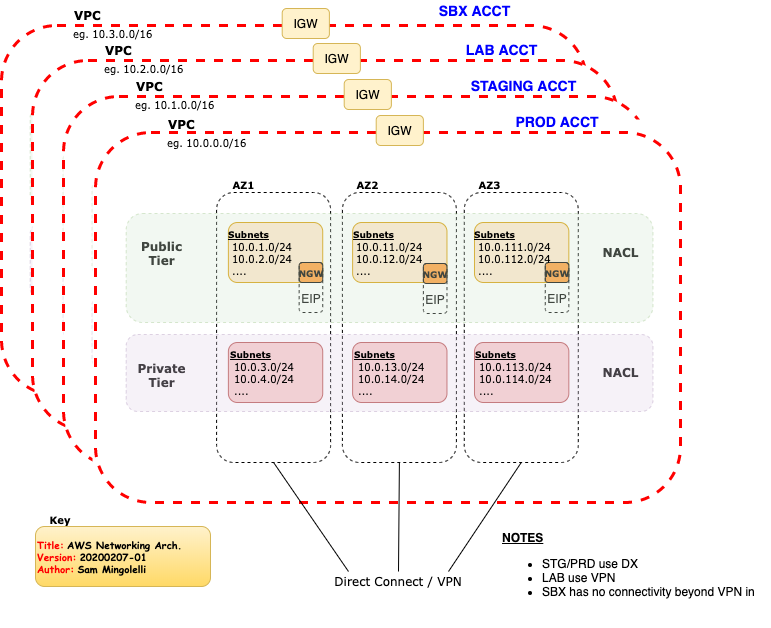 SBX ACCT
VPC
IGW
eg. 10.3.0.0/16
LAB ACCT
VPC
IGW
eg. 10.2.0.0/16
STAGING ACCT
VPC
IGW
eg. 10.1.0.0/16
PROD ACCT
VPC
IGW
eg. 10.0.0.0/16
AZ1
AZ2
AZ3
Public
Tier
Subnets
10.0.1.0/24
10.0.2.0/24
....
NGW
EIP
Subnets
10.0.11.0/24
10.0.12.0/24
....
NGW
EIP
Subnets
10.0.111.0/24
10.0.112.0/24
....
NGW
EIP
NACL
Private
Tier
Subnets
10.0.3.0/24
10.0.4.0/24
....
Subnets
10.0.13.0/24
10.0.14.0/24
....
Subnets
10.0.113.0/24
10.0.114.0/24
....
NACL
Key
Title: AWS Networking Arch.
Version: 20200207-01
Author: Sam Mingolelli
Direct Connect / VPN
NOTES
• STG/PRD use DX
• LAB use VPN
• SBX has no connectivity beyond VPN in